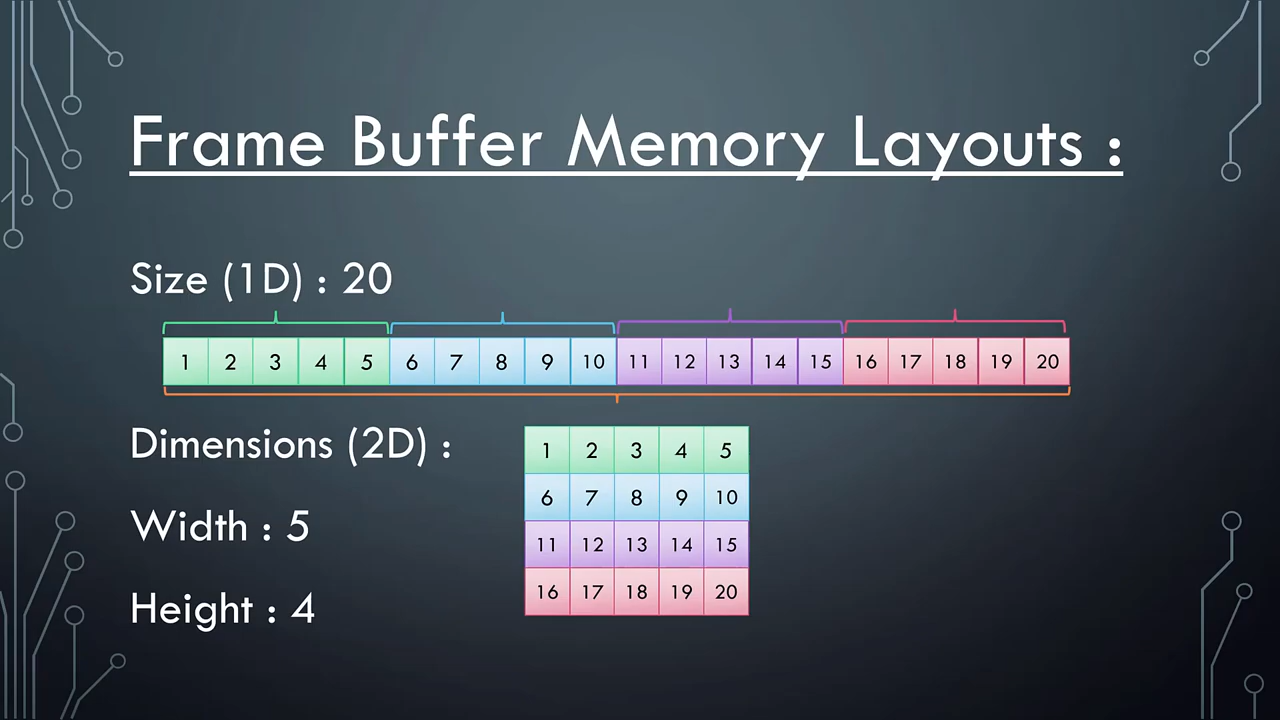 Frame Buffer Memory Layouts :
Size (1D) : 20
1 2 3 4 5 6 7 8 9 10 11 12 13 14 15 16 17 18 19 20
Dimensions (2D) :
1 2 3 4 5
6 7 8 9 10
Width : 5
11 12 13 14 15
16 17 18 19 20
Height : 4